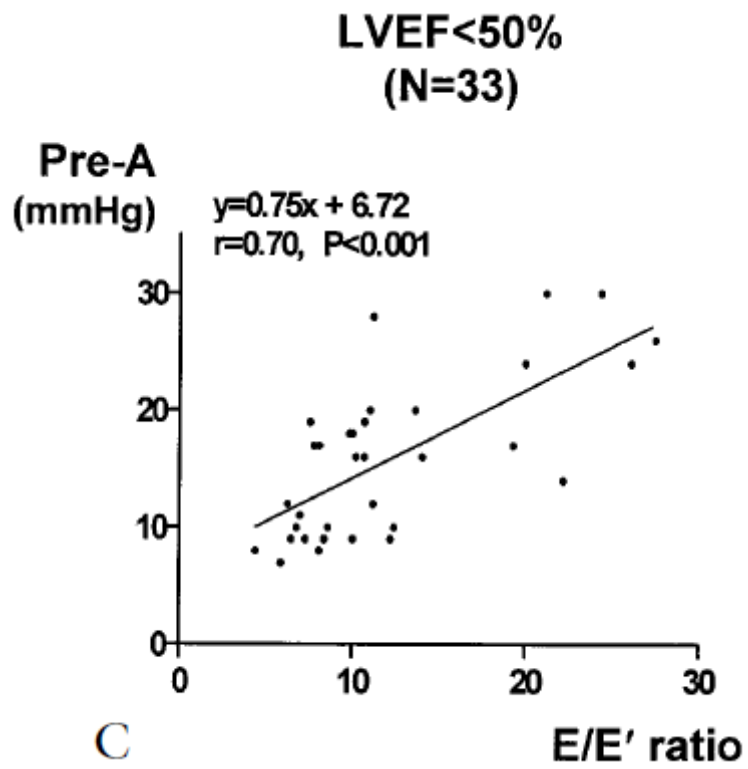 LVEF<50%
(N=33)
Pre-A
(mmHg)
y=0.75x + 6.72
r=0.70, P<0.001
30
20
10
0
0 10 20 30
C
E/E′ ratio